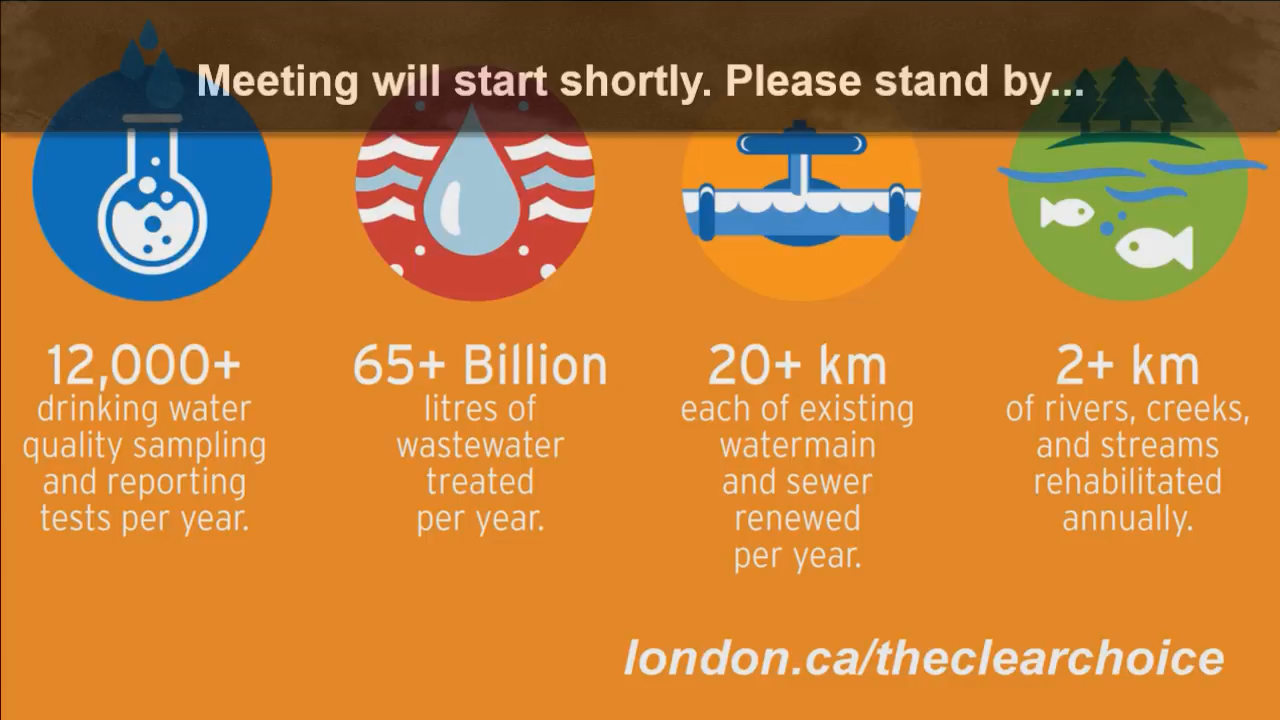 Meeting will start shortly. Please stand by...
12,000+
drinking water
quality sampling
and reporting
tests per year.
65+ Billion
litres of
wastewater
treated
per year.
20+ km
each of existing
watermain
and sewer
renewed
per year.
2+ km
of rivers, creeks,
and streams
rehabilitated
annually.
london.ca/theclearchoice